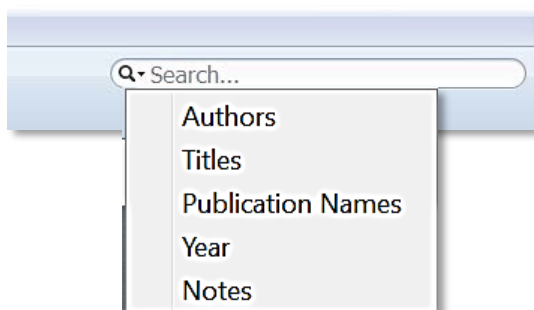 Search...
Authors
Titles
Publication Names
Year
Notes